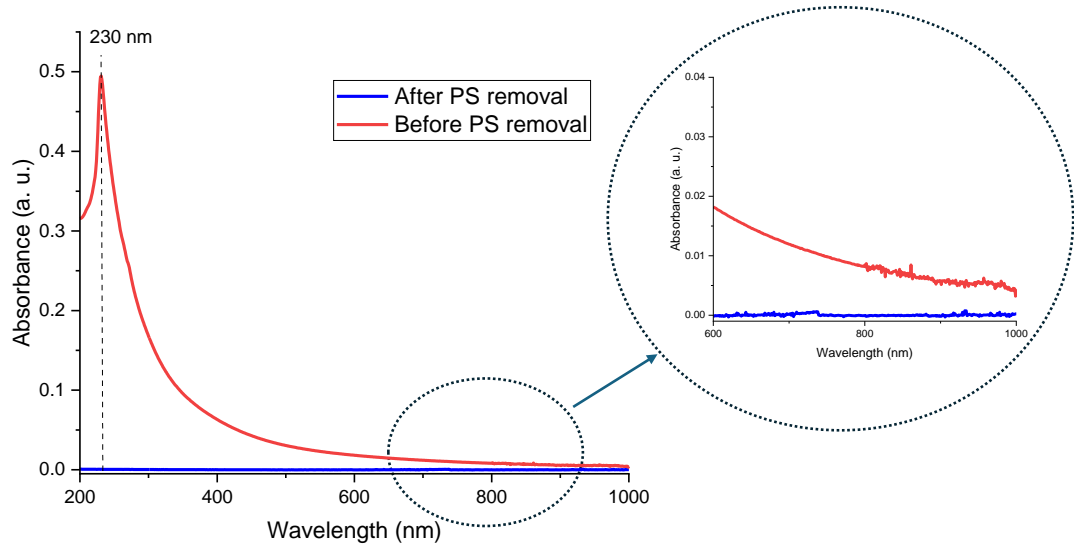 230 nm
0.5
0.4
0.3
0.2
0.1
0.0
Absorbance (a. u.)
200
400
600
800
1000
Wavelength (nm)
After PS removal
Before PS removal
0.04
0.03
0.02
0.01
0.00
Absorbance (a. u.)
600
800
1000
Wavelength (nm)